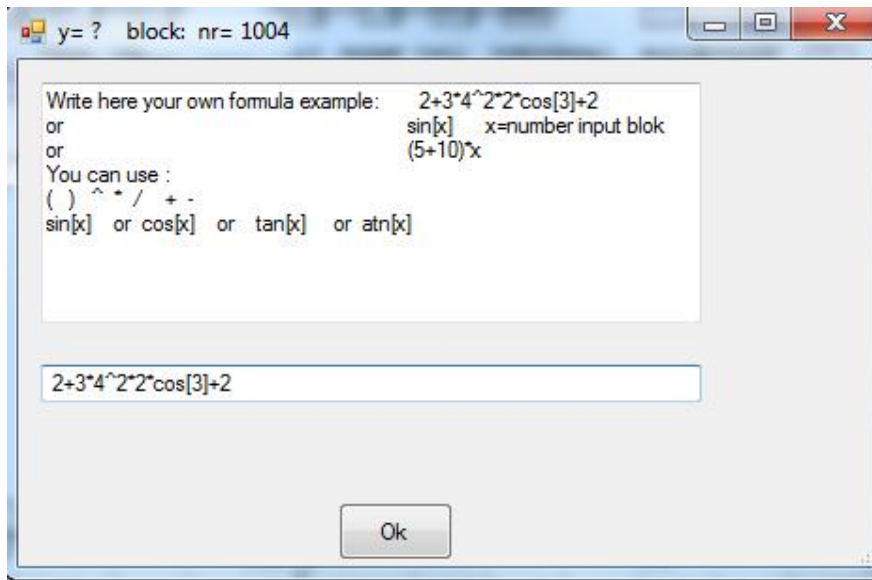 y= ? block: nr= 1004
Write here your own formula example: 2+3*4^2*2*cos[3]+2
or sin[x] x=number input blok
or (5+10)*x
You can use :
( ) ^ * / + -
sin[x] or cos[x] or tan[x] or atn[x]
2+3*4^2*2*cos[3]+2
Ok